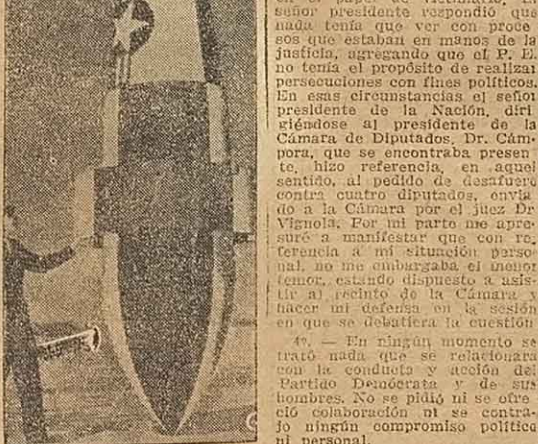 en el papel de victimario. El
señor presidente respondió que
nada tenía que ver con proce
sos que estaban en manos de la
justicia, agregando que el P. E.
no tenía el propósito de realizar
persecuciones con fines políticos.
En esas circunstancias el señor
presidente de la Nación, diri
giéndose al presidente de la
Cámara de Diputados, Dr. Cám-
pora, que se encontraba presen
te, hizo referencia, en aquel
sentido, al pedido de desafuero
contra cuatro diputados, envia
do a la Cámara por el juez Dr
Vignola. Por mi parte me apre-
suré a manifestar que con re.
ferencia a mi situación perso
nal, no me embargaba el menor
temor, estando dispuesto a asis-
tir al recinto de la Cámara y
hacer mi defensa en la sesión
en que se debatiera la cuestión
4º. — En ningún momento se
trató nada que se relacionara
con la conducta y acción del
Partido Demócrata y de sus
hombres. No se pidió ni se ofre
ció colaboración ni se contra-
jo ningún compromiso político
ni personal.